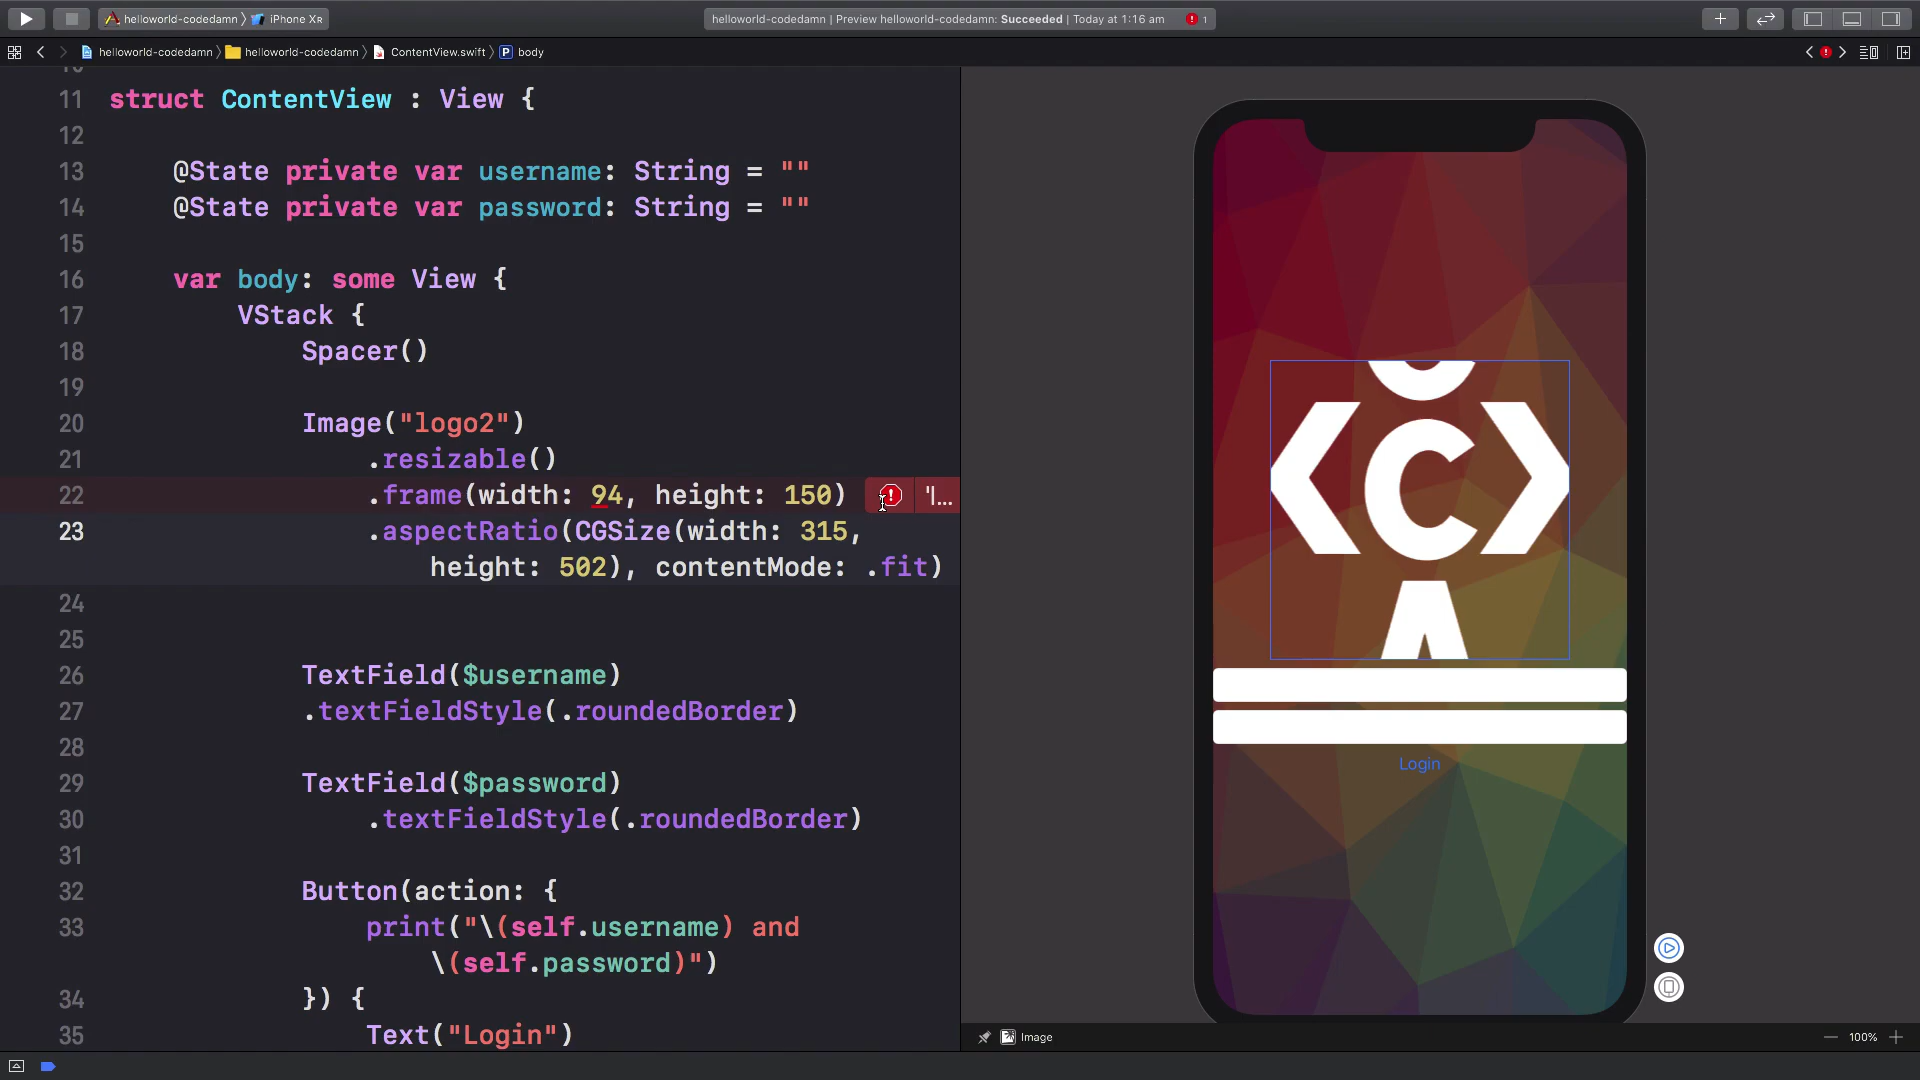 helloworld-codedamn iPhone XR
helloworld-codedamn | Preview helloworld-codedamn: Succeeded | Today at 1:16 am 1
helloworld-codedamn helloworld-codedamn ContentView.swift P body
11 struct ContentView : View {
12
13 @State private var username: String = ""
14 @State private var password: String = ""
15
16 var body: some View {
17 VStack {
18 Spacer()
19
20 Image("logo2")
21 .resizable()
22 .frame(width: 94, height: 150) '|...
23 .aspectRatio(CGSize(width: 315,
height: 502), contentMode: .fit)
24
25
26 TextField($username)
27 .textFieldStyle(.roundedBorder)
28
29 TextField($password)
30 .textFieldStyle(.roundedBorder)
31
32 Button(action: {
33 print("\(self.username) and
\(self.password)")
34 }) {
35 Text("Login")
C
Login
Image
100%